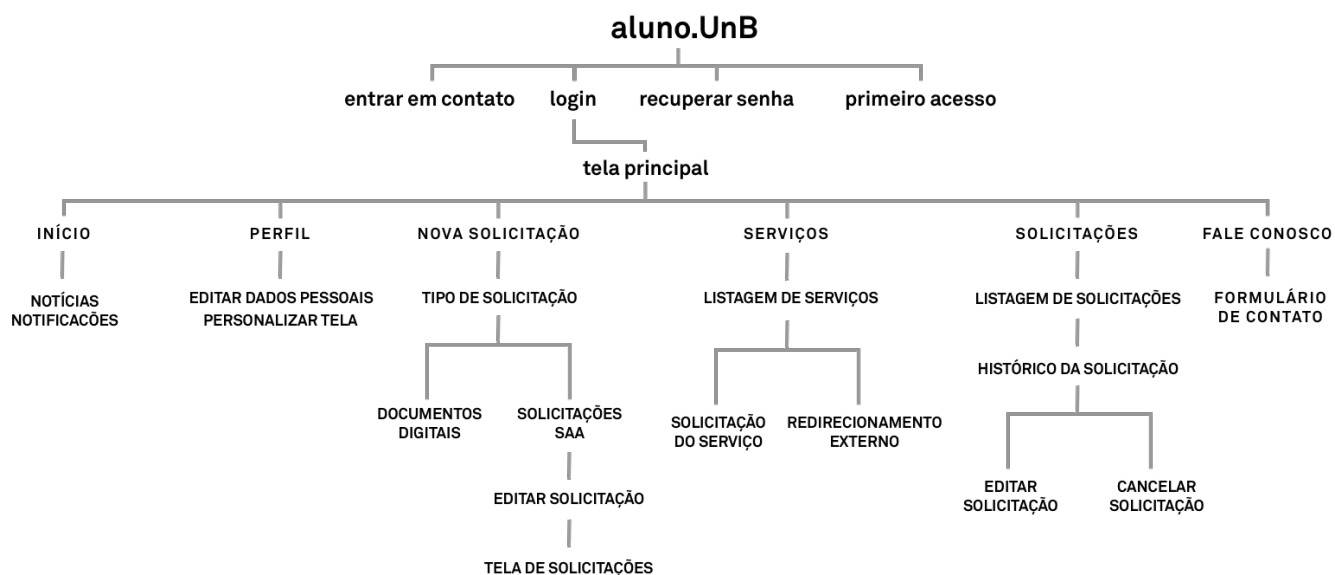 aluno.UnB
entrar em contato
login
recuperar senha
primeiro acesso
tela principal
INÍCIO
PERFIL
NOVA SOLICITAÇÃO
SERVIÇOS
SOLICITAÇÕES
FALE CONOSCO
NOTÍCIAS
NOTIFICACÕES
EDITAR DADOS PESSOAIS
PERSONALIZAR TELA
TIPO DE SOLICITAÇÃO
LISTAGEM DE SERVIÇOS
LISTAGEM DE SOLICITAÇÕES
FORMULÁRIO
DE CONTATO
HISTÓRICO DA SOLICITAÇÃO
DOCUMENTOS
DIGITAIS
SOLICITAÇÕES
SAA
SOLICITAÇÃO
DO SERVIÇO
REDIRECIONAMENTO
EXTERNO
EDITAR SOLICITAÇÃO
EDITAR
SOLICITAÇÃO
CANCELAR
SOLICITAÇÃO
TELA DE SOLICITAÇÕES